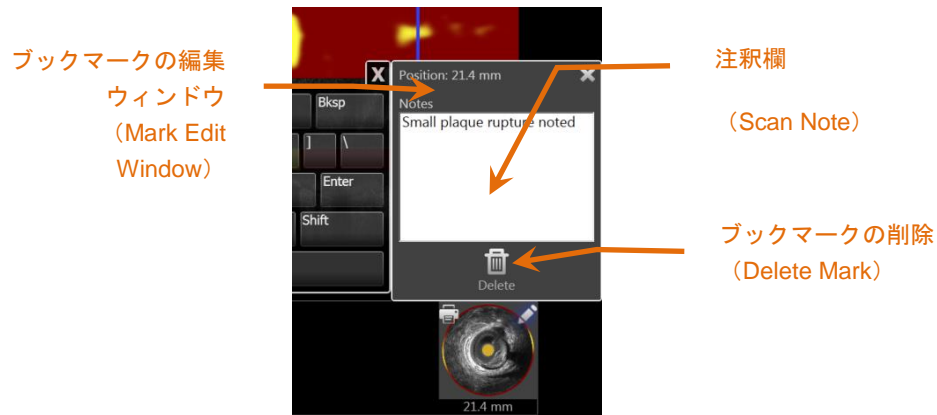 ブックマークの編集
ウィンドウ
（Mark Edit
Window）
X
Bksp
]
\
Enter
Shift
Position: 21.4 mm
Notes
Small plaque rupture noted
Delete
21.4 mm
注釈欄
（Scan Note）
ブックマークの削除
（Delete Mark）